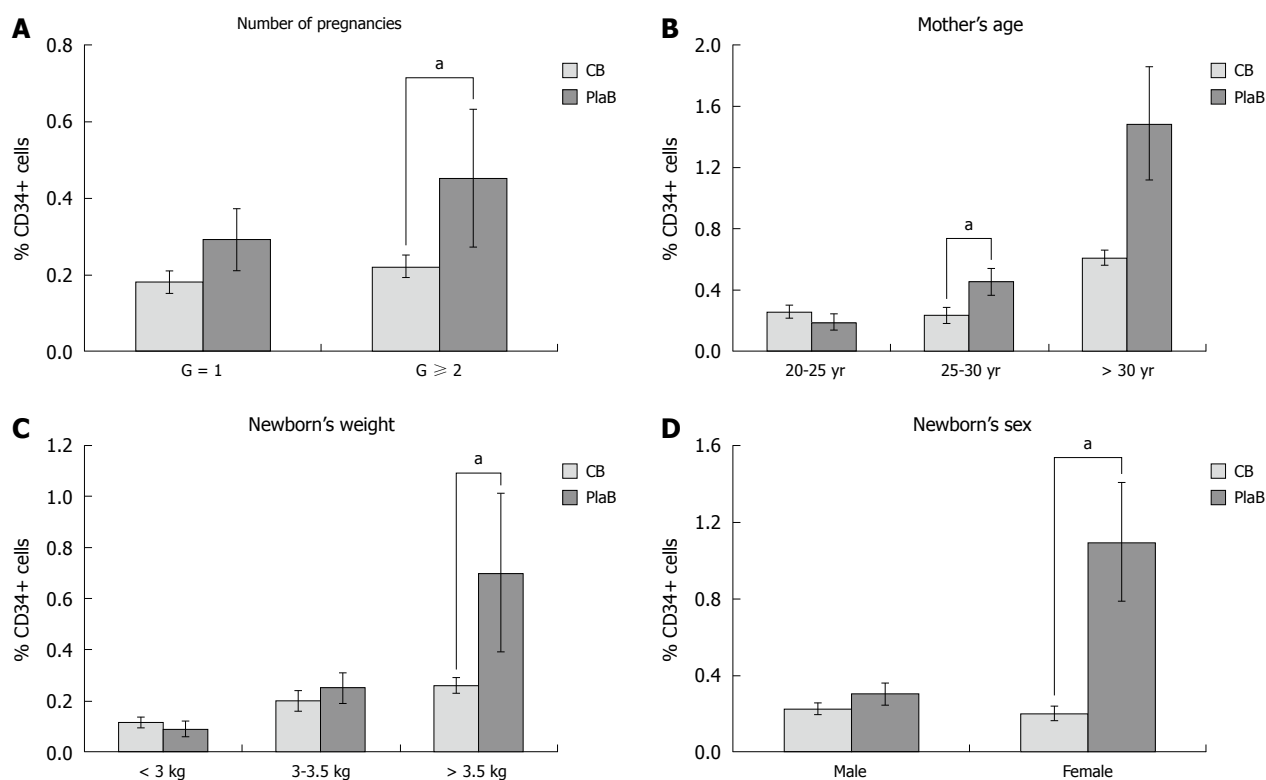 A
Number of pregnancies
0.8
0.6
0.4
0.2
0.0
% CD34+ cells
a
CB
PlaB
G = 1
G ⩾ 2
B
Mother’s age
2.0
1.6
1.2
0.8
0.4
0.0
% CD34+ cells
a
CB
PlaB
20-25 yr
25-30 yr
> 30 yr
C
Newborn’s weight
1.2
1.0
0.8
0.6
0.4
0.2
0.0
% CD34+ cells
a
CB
PlaB
< 3 kg
3-3.5 kg
> 3.5 kg
D
Newborn’s sex
1.6
1.2
0.8
0.4
0.0
% CD34+ cells
a
CB
PlaB
Male
Female